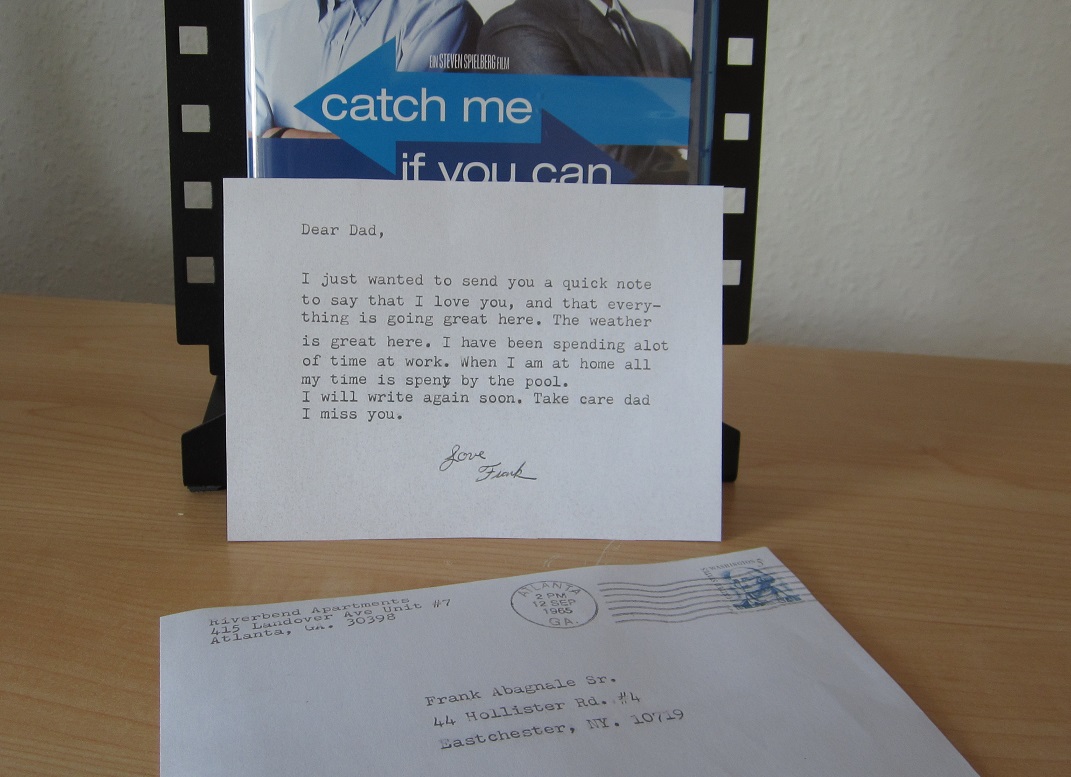 EIN STEVEN SPIELBERG FILM
catch me
if you can
Dear Dad,
I just wanted to send you a quick note
to say that I love you, and that every-
thing is going great here. The weather
is great here. I have been spending alot
of time at work. When I am at home all
my time is spent by the pool.
I will write again soon. Take care dad
I miss you.
Love
Frank
Riverbend Apartments
415 Landover Ave Unit #7
Atlanta, GA. 30398
ATLANTA
2 PM
12 SEP
1965
GA.
WASHINGTON 5
Frank Abagnale Sr.
44 Hollister Rd. #4
Eastchester, NY. 10719